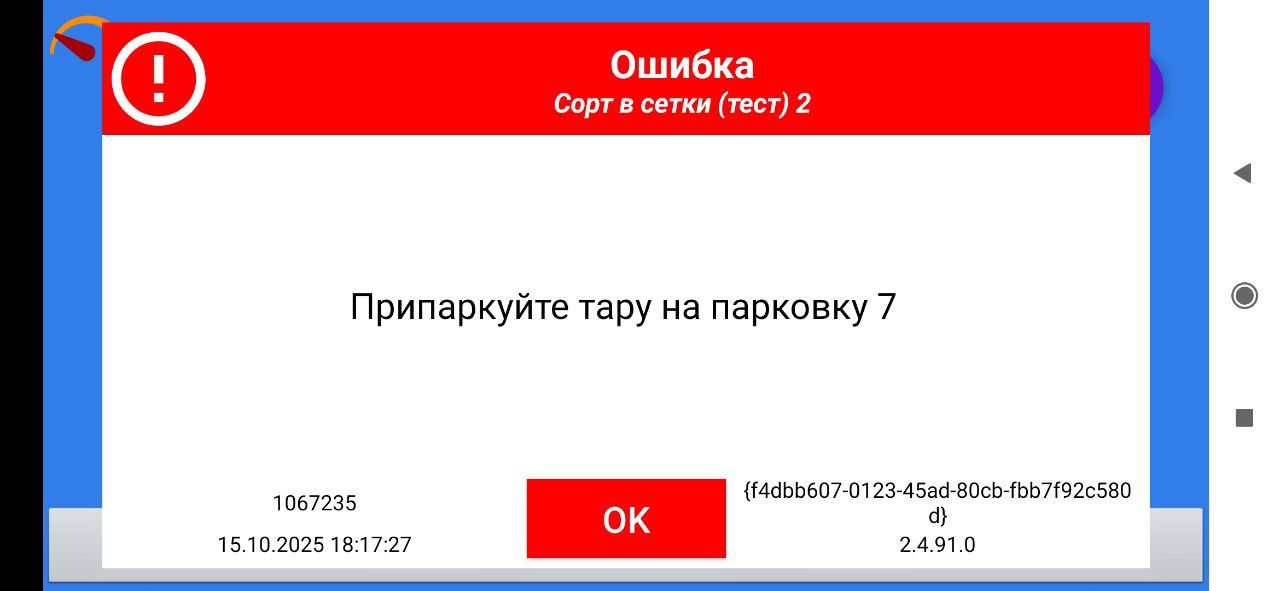 Ошибка
Сорт в сетки (тест) 2
Припаркуйте тару на парковку 7
1067235
15.10.2025 18:17:27
OK
{f4dbb607-0123-45ad-80cb-fbb7f92c580
d}
2.4.91.0